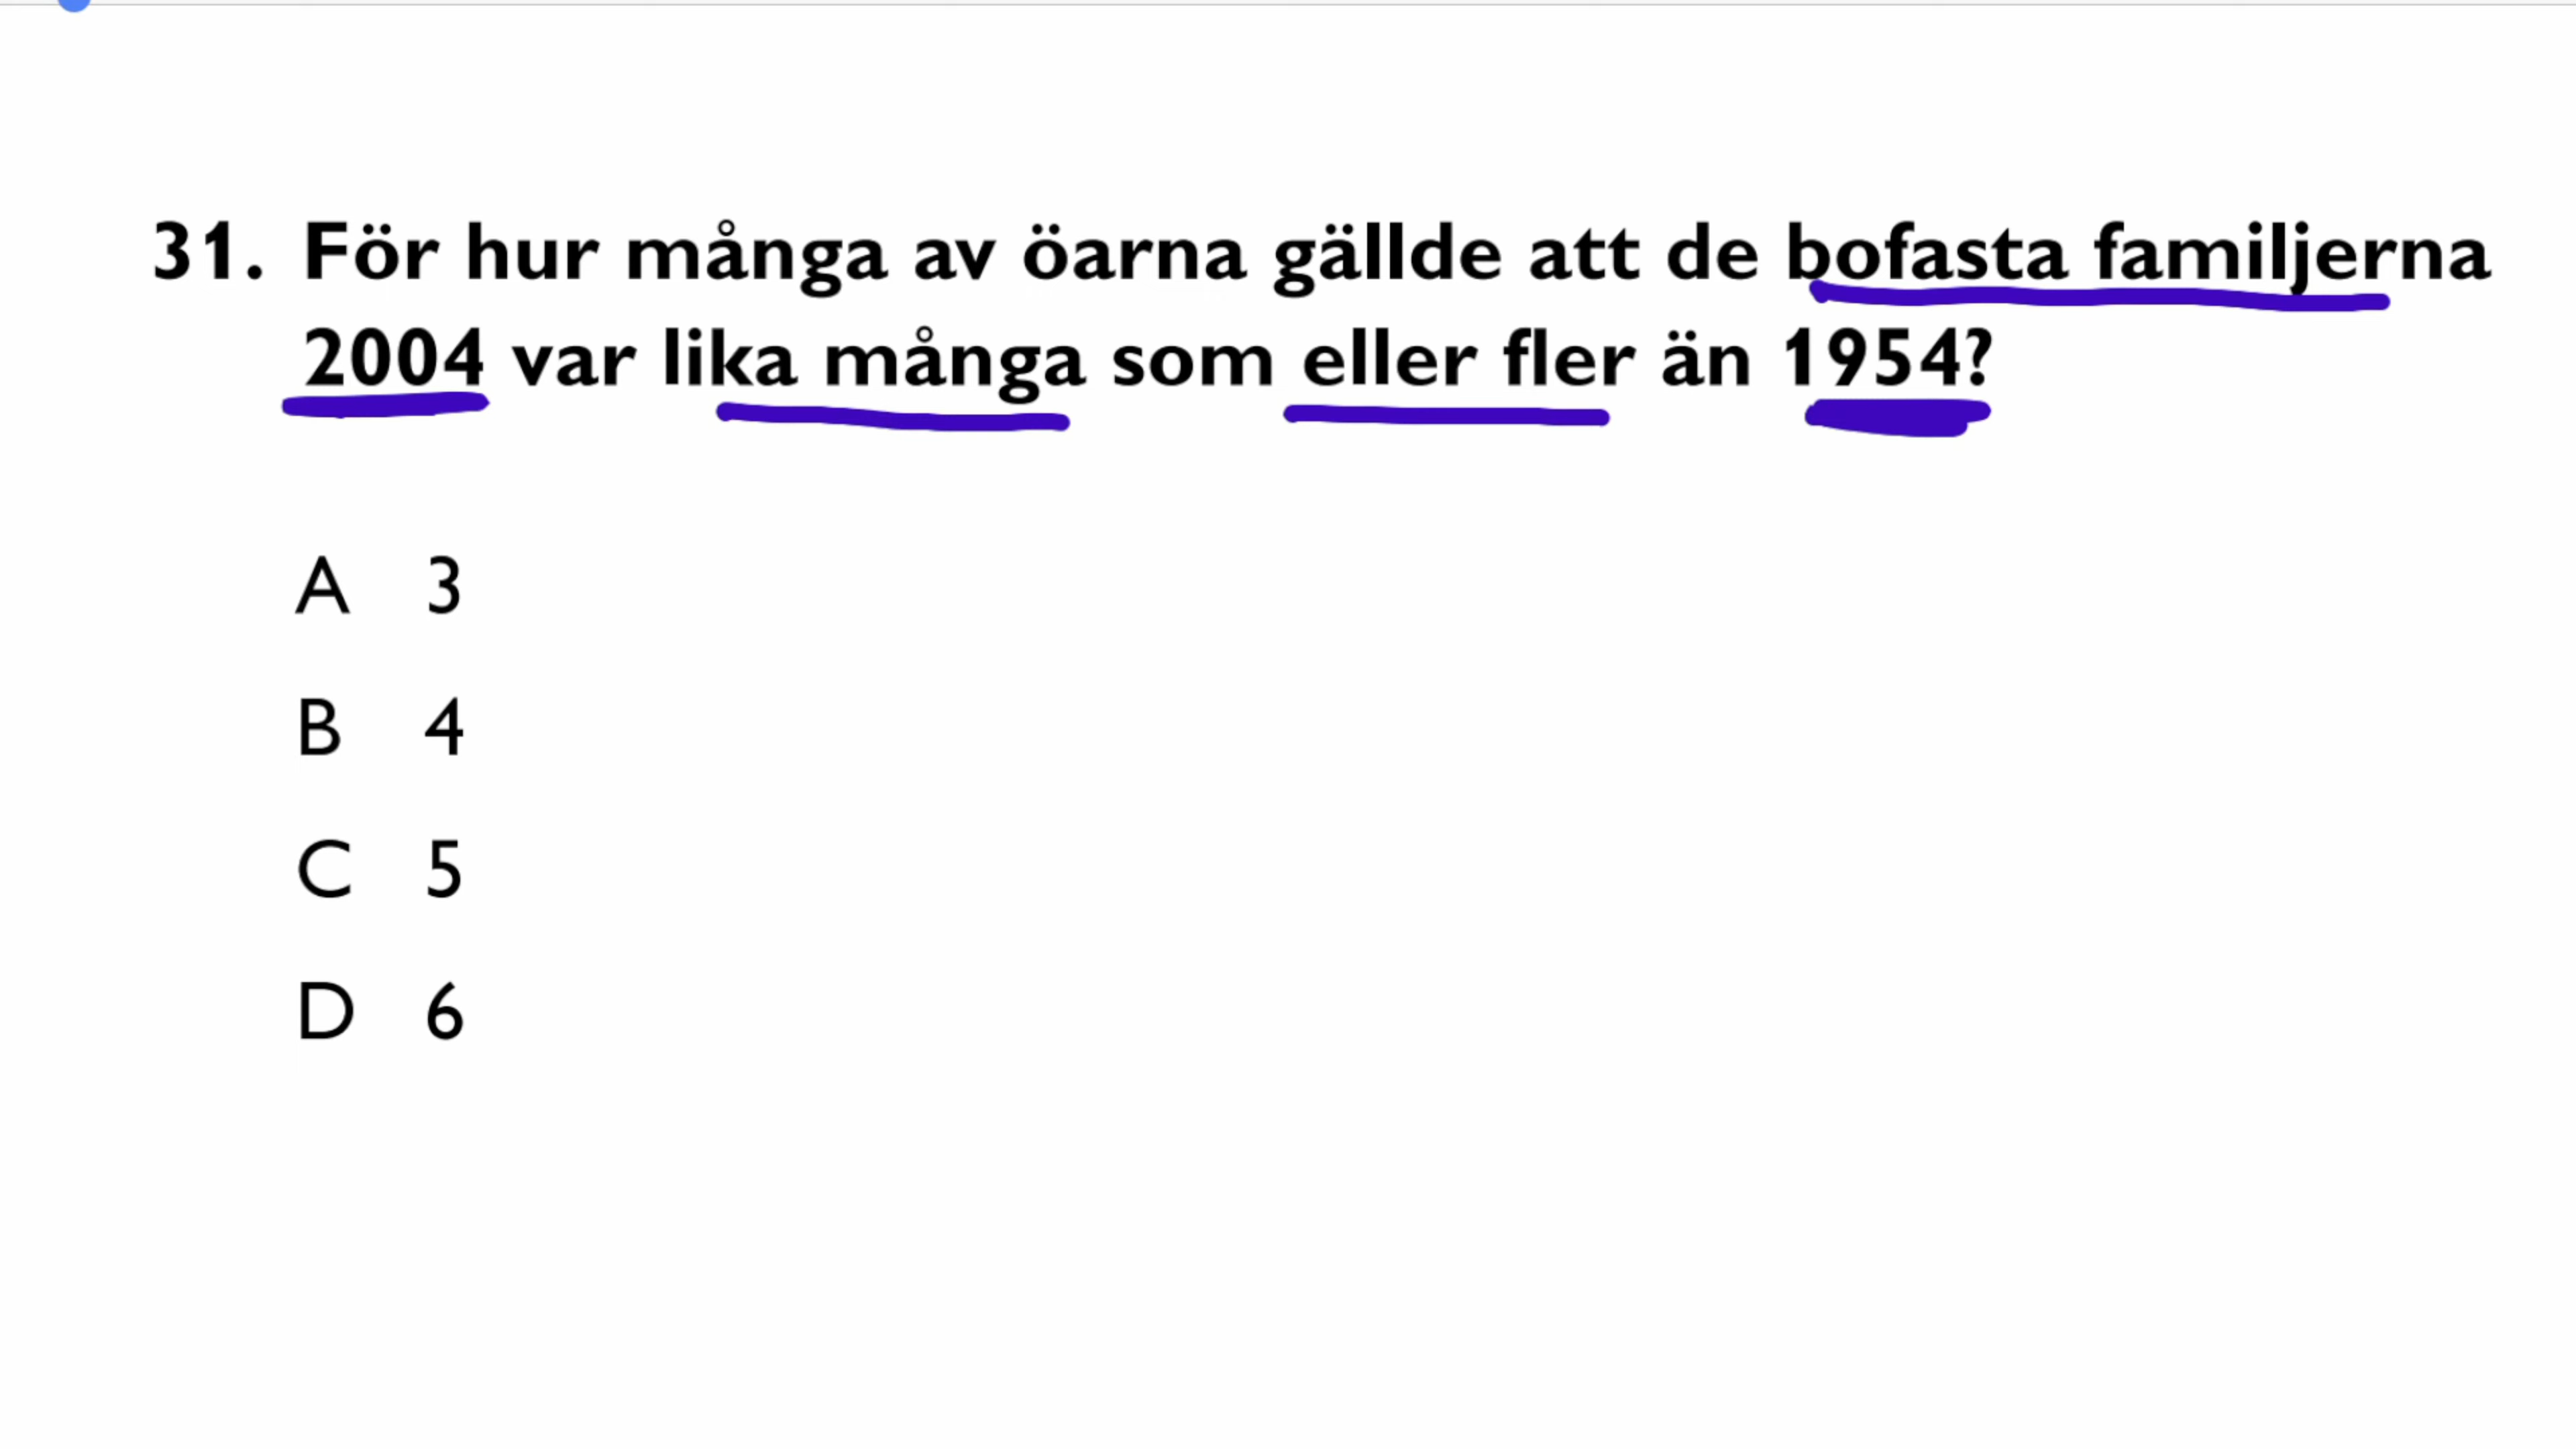 31. För hur många av öarna gällde att de bofasta familjerna
2004 var lika många som eller fler än 1954?
A 3
B 4
C 5
D 6